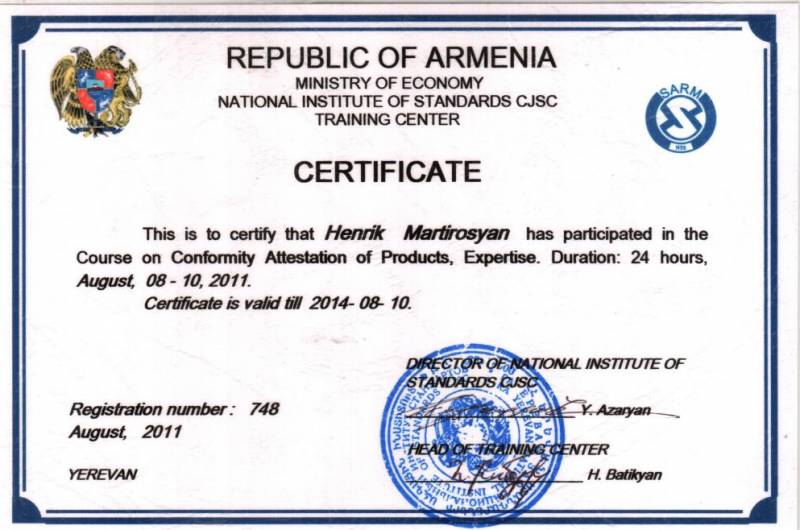 REPUBLIC OF ARMENIA
MINISTRY OF ECONOMY
NATIONAL INSTITUTE OF STANDARDS CJSC
TRAINING CENTER
SARM
CERTIFICATE
This is to certify that Henrik Martirosyan has participated in the
Course on Conformity Attestation of Products, Expertise. Duration: 24 hours,
August, 08 - 10, 2011.
Certificate is valid till 2014- 08- 10.
DIRECTOR OF NATIONAL INSTITUTE OF
STANDARDS CJSC
Y. Azaryan
Registration number : 748
August, 2011
HEAD OF TRAINING CENTER
H. Batikyan
YEREVAN